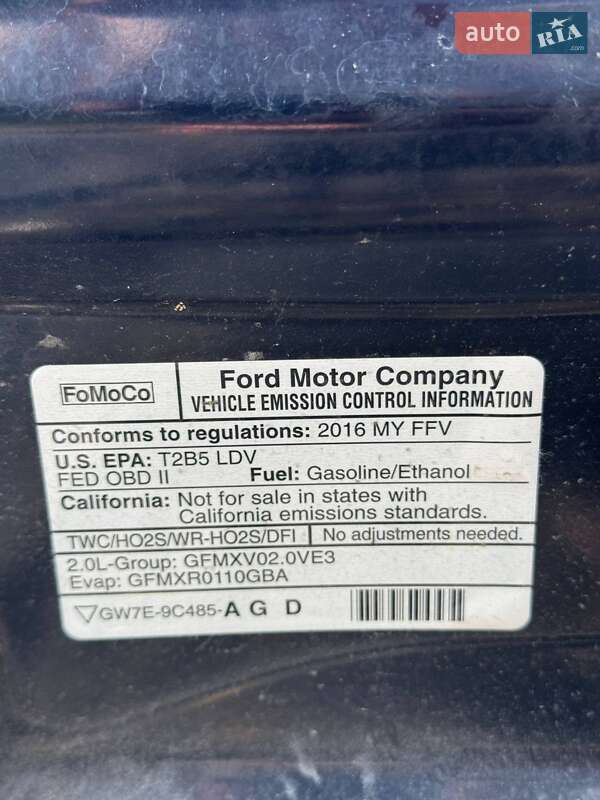 auto RIA.com
FoMoCo
Ford Motor Company
VEHICLE EMISSION CONTROL INFORMATION
Conforms to regulations: 2016 MY FFV
U.S. EPA: T2B5 LDV
FED OBD II Fuel: Gasoline/Ethanol
California: Not for sale in states with
California emissions standards.
TWC/HO2S/WR-HO2S/DFI No adjustments needed.
2.0L-Group: GFMXV02.0VE3
Evap: GFMXR0110GBA
GW7E-9C485-A G D